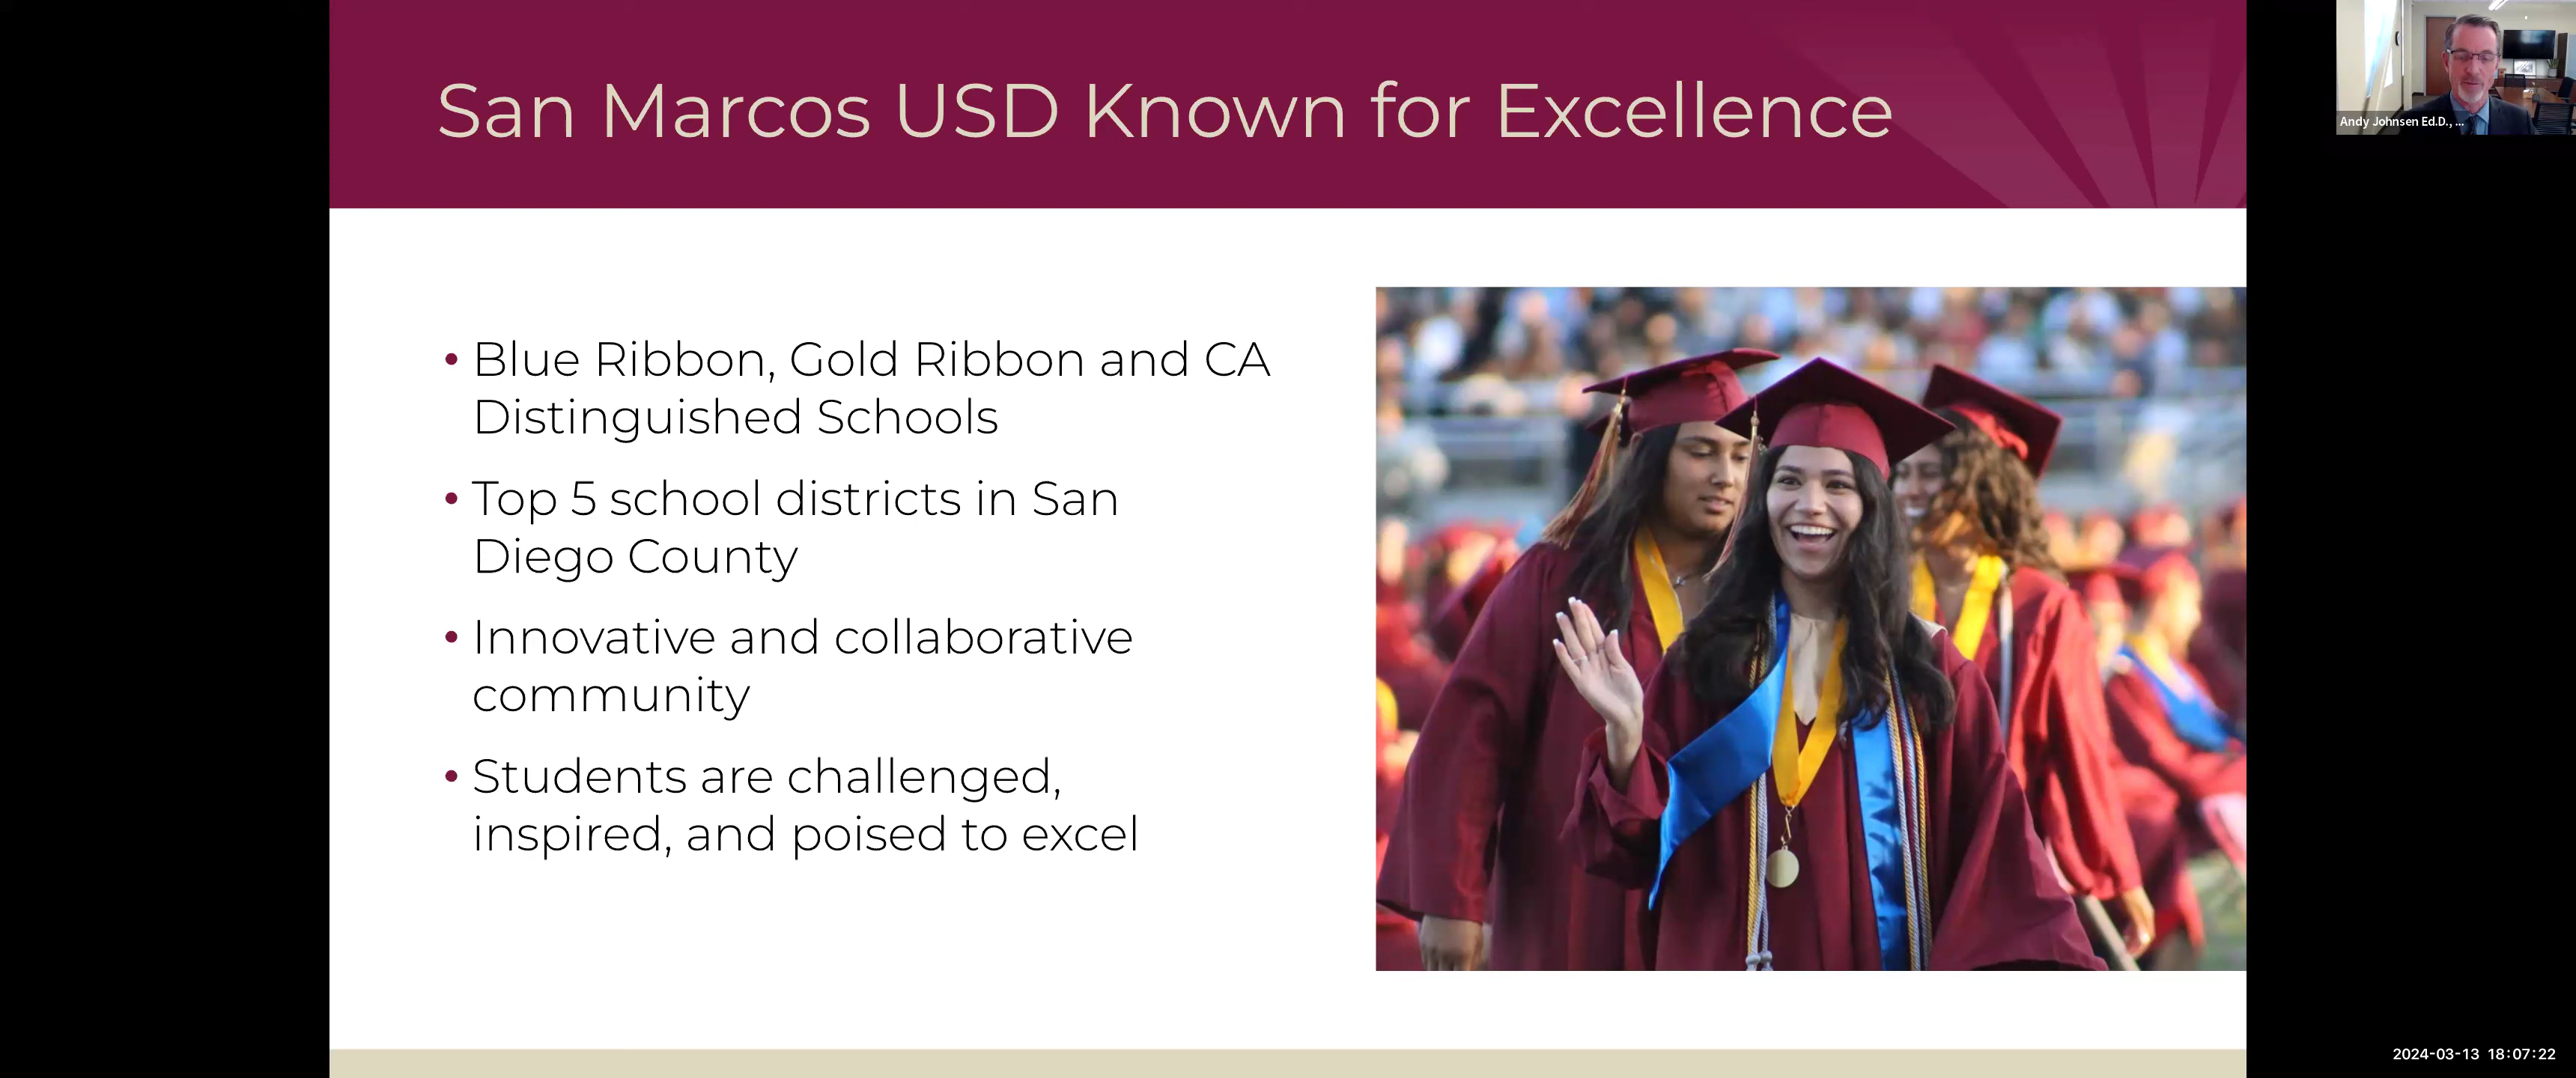 San Marcos USD Known for Excellence
Andy Johnsen Ed.D., ...
• Blue Ribbon, Gold Ribbon and CA
Distinguished Schools
• Top 5 school districts in San
Diego County
• Innovative and collaborative
community
• Students are challenged,
inspired, and poised to excel
2024-03-13 18:07:22